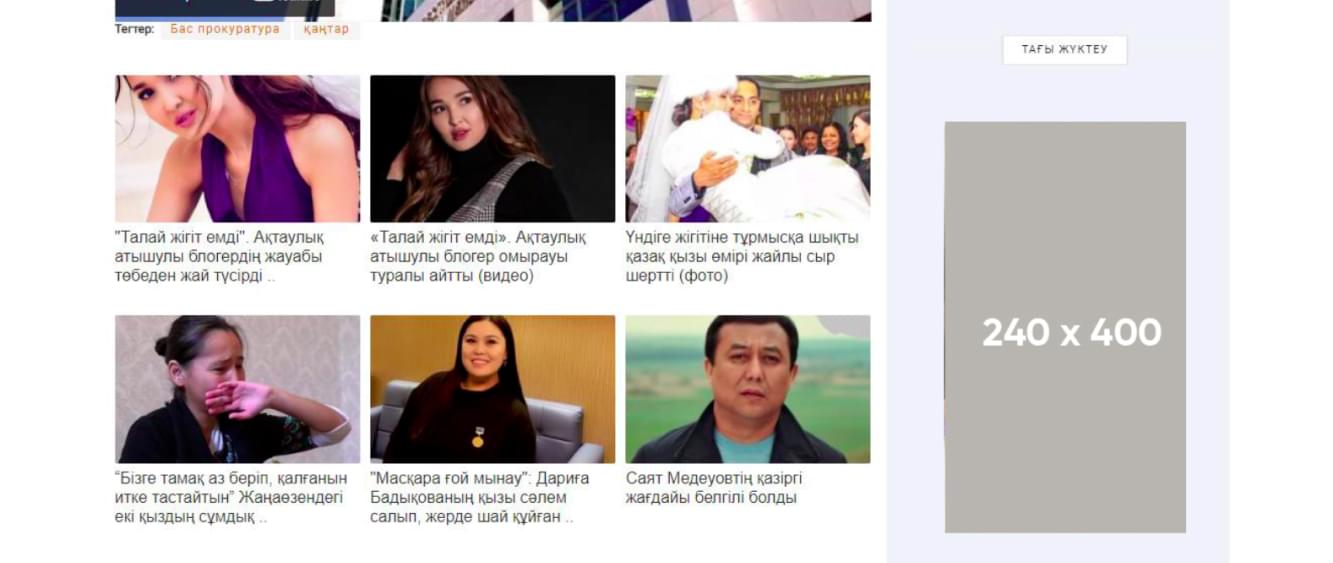 Тегтер: Бас прокуратура қаңтар
ТАҒЫ ЖҮКТЕУ
"Талай жігіт емді". Ақтаулық
атышулы блогердің жауабы
төбеден жай түсірді ..
«Талай жігіт емді». Ақтаулық
атышулы блогер омырауы
туралы айтты (видео)
Үндіге жігітіне тұрмысқа шықты
қазақ қызы өмірі жайлы сыр
шертті (фото)
240 x 400
“Бізге тамақ аз беріп, қалғанын
итке тастайтын” Жаңаөзендегі
екі қыздың сұмдық ..
"Масқара ғой мынау": Дариға
Бадықованың қызы сәлем
салып, жерде шай құйған ..
Саят Медеуовтің қазіргі
жағдайы белгілі болды